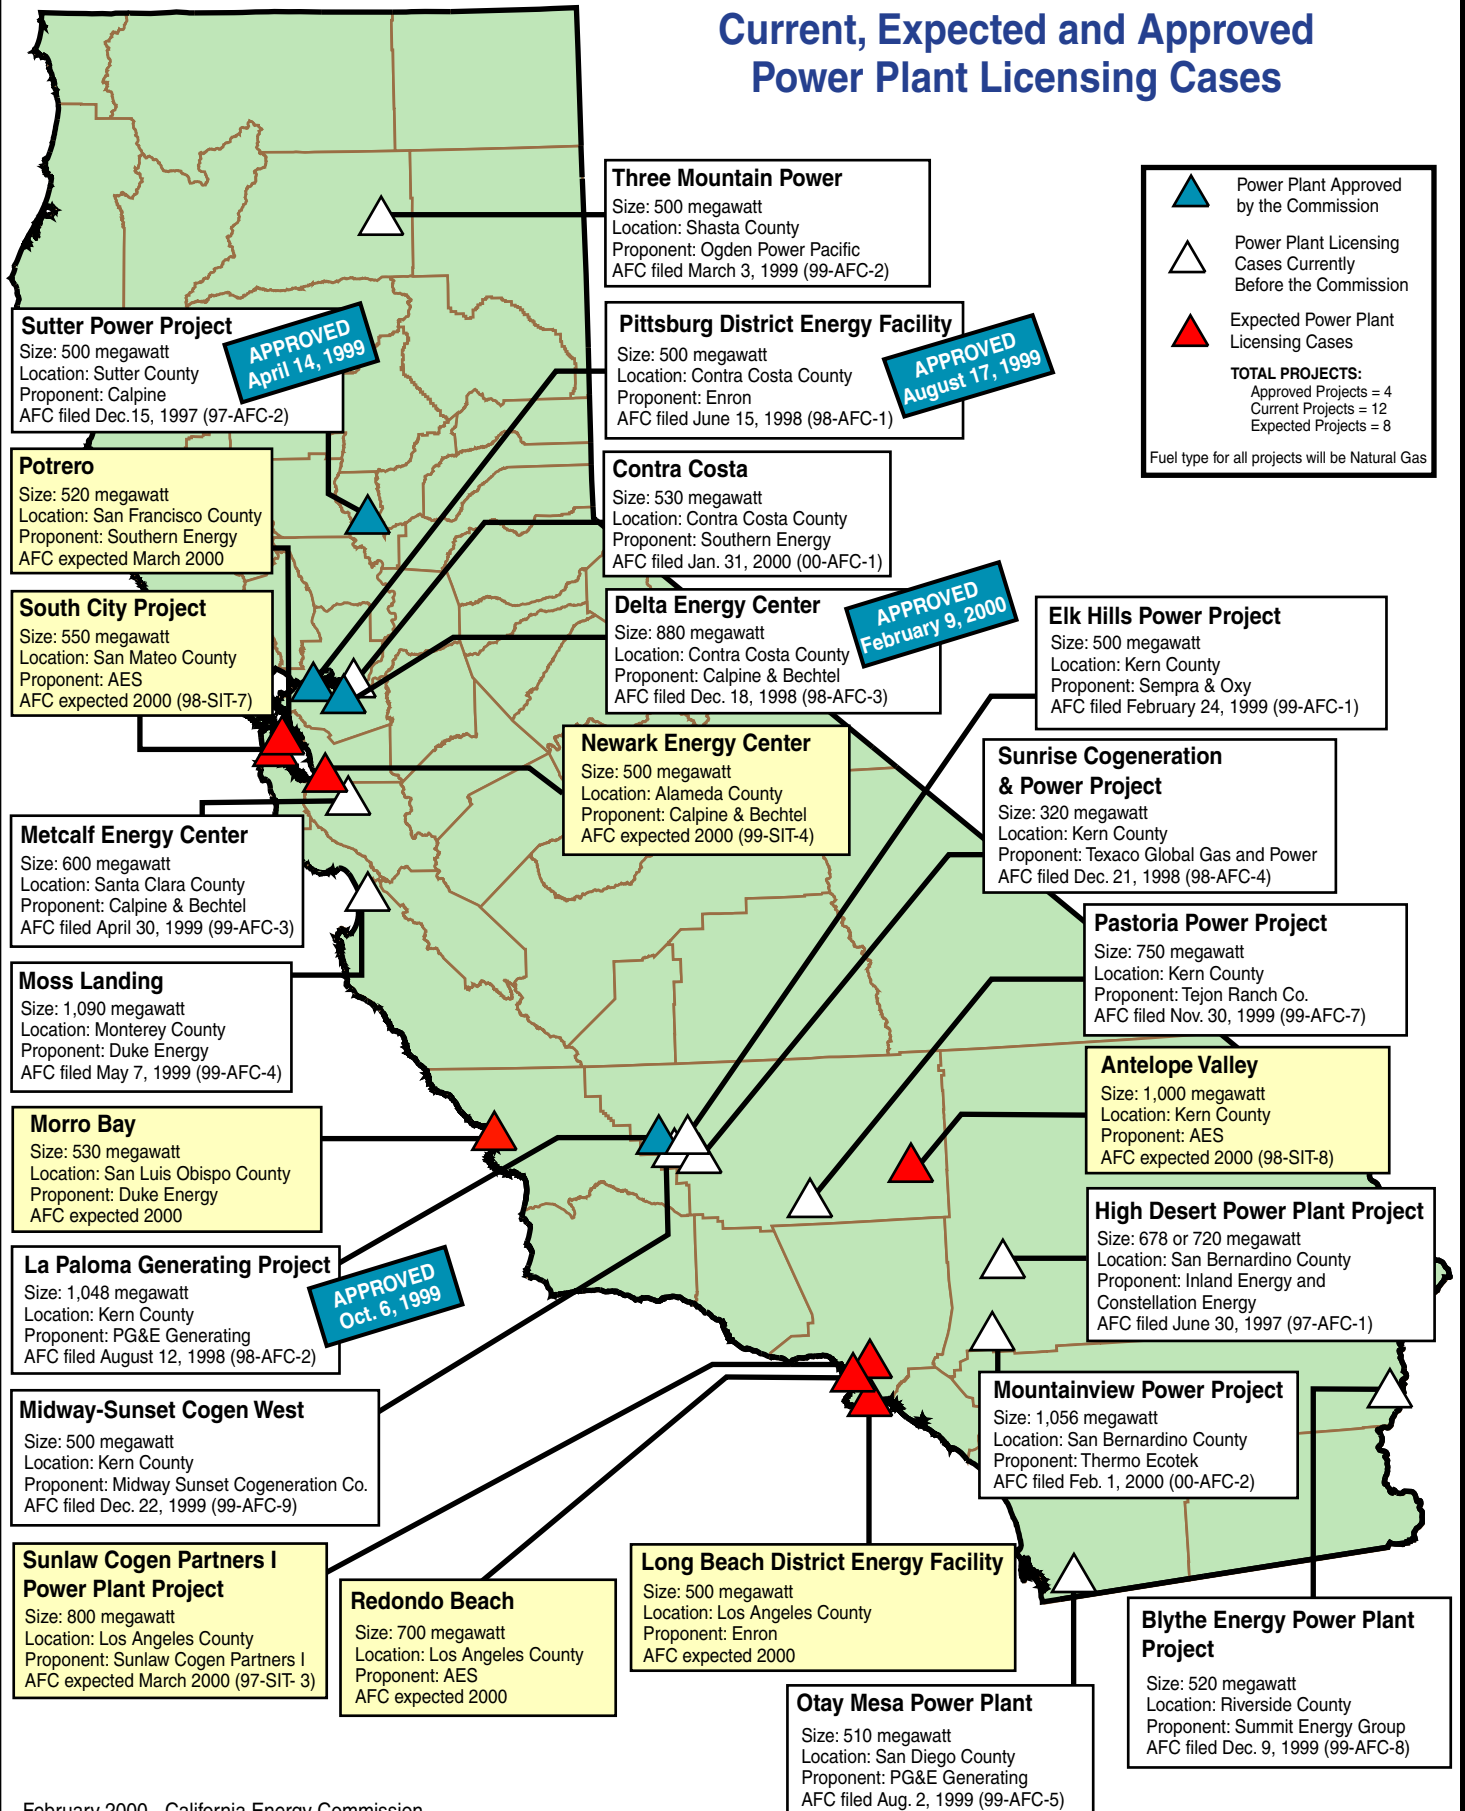 Current, Expected and Approved
Power Plant Licensing Cases
Power Plant Approved
by the Commission
Power Plant Licensing
Cases Currently
Before the Commission
Expected Power Plant
Licensing Cases
TOTAL PROJECTS:
Approved Projects = 4
Current Projects = 12
Expected Projects = 8
Fuel type for all projects will be Natural Gas
Three Mountain Power
Size: 500 megawatt
Location: Shasta County
Proponent: Ogden Power Pacific
AFC filed March 3, 1999 (99-AFC-2)
Sutter Power Project
Size: 500 megawatt
Location: Sutter County
Proponent: Calpine
AFC filed Dec.15, 1997 (97-AFC-2)
APPROVED
April 14, 1999
Pittsburg District Energy Facility
Size: 500 megawatt
Location: Contra Costa County
Proponent: Enron
AFC filed June 15, 1998 (98-AFC-1)
APPROVED
August 17, 1999
Potrero
Size: 520 megawatt
Location: San Francisco County
Proponent: Southern Energy
AFC expected March 2000
Contra Costa
Size: 530 megawatt
Location: Contra Costa County
Proponent: Southern Energy
AFC filed Jan. 31, 2000 (00-AFC-1)
South City Project
Size: 550 megawatt
Location: San Mateo County
Proponent: AES
AFC expected 2000 (98-SIT-7)
Delta Energy Center
Size: 880 megawatt
Location: Contra Costa County
Proponent: Calpine & Bechtel
AFC filed Dec. 18, 1998 (98-AFC-3)
APPROVED
February 9, 2000
Elk Hills Power Project
Size: 500 megawatt
Location: Kern County
Proponent: Sempra & Oxy
AFC filed February 24, 1999 (99-AFC-1)
Newark Energy Center
Size: 500 megawatt
Location: Alameda County
Proponent: Calpine & Bechtel
AFC expected 2000 (99-SIT-4)
Sunrise Cogeneration
& Power Project
Size: 320 megawatt
Location: Kern County
Proponent: Texaco Global Gas and Power
AFC filed Dec. 21, 1998 (98-AFC-4)
Metcalf Energy Center
Size: 600 megawatt
Location: Santa Clara County
Proponent: Calpine & Bechtel
AFC filed April 30, 1999 (99-AFC-3)
Pastoria Power Project
Size: 750 megawatt
Location: Kern County
Proponent: Tejon Ranch Co.
AFC filed Nov. 30, 1999 (99-AFC-7)
Moss Landing
Size: 1,090 megawatt
Location: Monterey County
Proponent: Duke Energy
AFC filed May 7, 1999 (99-AFC-4)
Antelope Valley
Size: 1,000 megawatt
Location: Kern County
Proponent: AES
AFC expected 2000 (98-SIT-8)
Morro Bay
Size: 530 megawatt
Location: San Luis Obispo County
Proponent: Duke Energy
AFC expected 2000
High Desert Power Plant Project
Size: 678 or 720 megawatt
Location: San Bernardino County
Proponent: Inland Energy and
Constellation Energy
AFC filed June 30, 1997 (97-AFC-1)
La Paloma Generating Project
Size: 1,048 megawatt
Location: Kern County
Proponent: PG&E Generating
AFC filed August 12, 1998 (98-AFC-2)
APPROVED
Oct. 6, 1999
Midway-Sunset Cogen West
Size: 500 megawatt
Location: Kern County
Proponent: Midway Sunset Cogeneration Co.
AFC filed Dec. 22, 1999 (99-AFC-9)
Mountainview Power Project
Size: 1,056 megawatt
Location: San Bernardino County
Proponent: Thermo Ecotek
AFC filed Feb. 1, 2000 (00-AFC-2)
Sunlaw Cogen Partners I
Power Plant Project
Size: 800 megawatt
Location: Los Angeles County
Proponent: Sunlaw Cogen Partners I
AFC expected March 2000 (97-SIT- 3)
Redondo Beach
Size: 700 megawatt
Location: Los Angeles County
Proponent: AES
AFC expected 2000
Long Beach District Energy Facility
Size: 500 megawatt
Location: Los Angeles County
Proponent: Enron
AFC expected 2000
Blythe Energy Power Plant
Project
Size: 520 megawatt
Location: Riverside County
Proponent: Summit Energy Group
AFC filed Dec. 9, 1999 (99-AFC-8)
Otay Mesa Power Plant
Size: 510 megawatt
Location: San Diego County
Proponent: PG&E Generating
AFC filed Aug. 2, 1999 (99-AFC-5)
February 2000 California Energy Commission